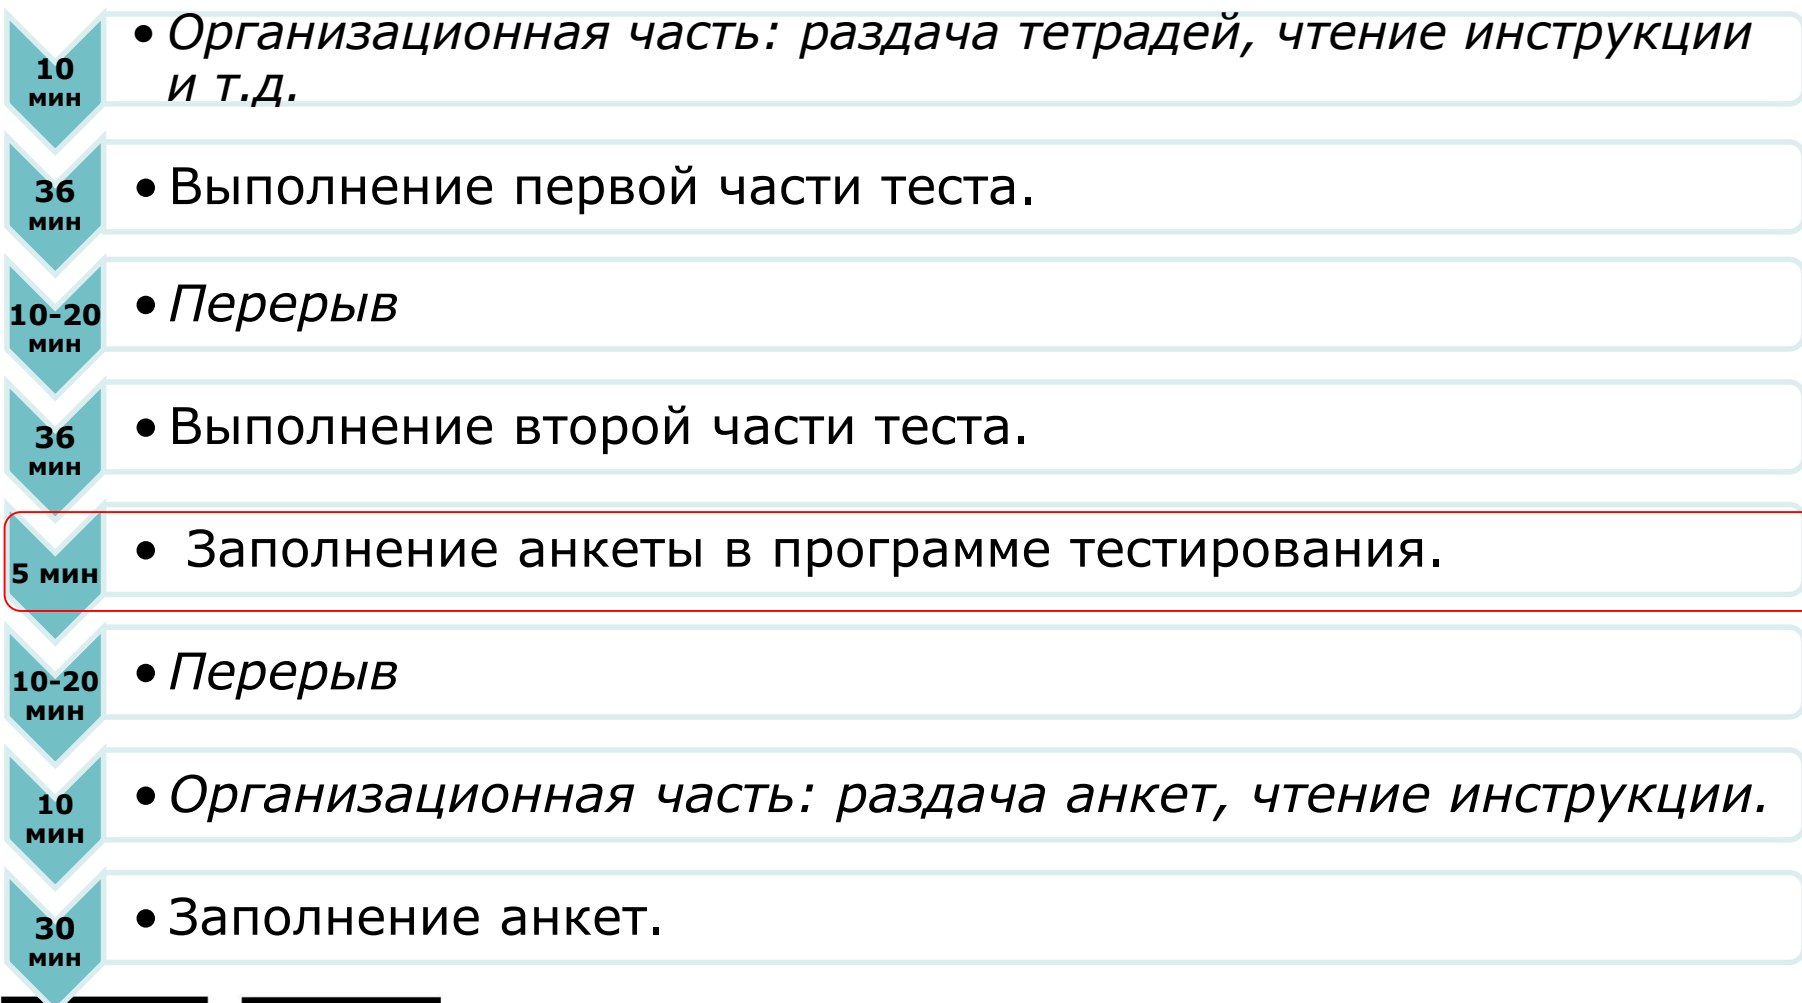 10
мин
• Организационная часть: раздача тетрадей, чтение инструкции
и т.д.
36
мин
• Выполнение первой части теста.
10-20
мин
• Перерыв
36
мин
• Выполнение второй части теста.
5 мин
• Заполнение анкеты в программе тестирования.
10-20
мин
• Перерыв
10
мин
• Организационная часть: раздача анкет, чтение инструкции.
30
мин
• Заполнение анкет.